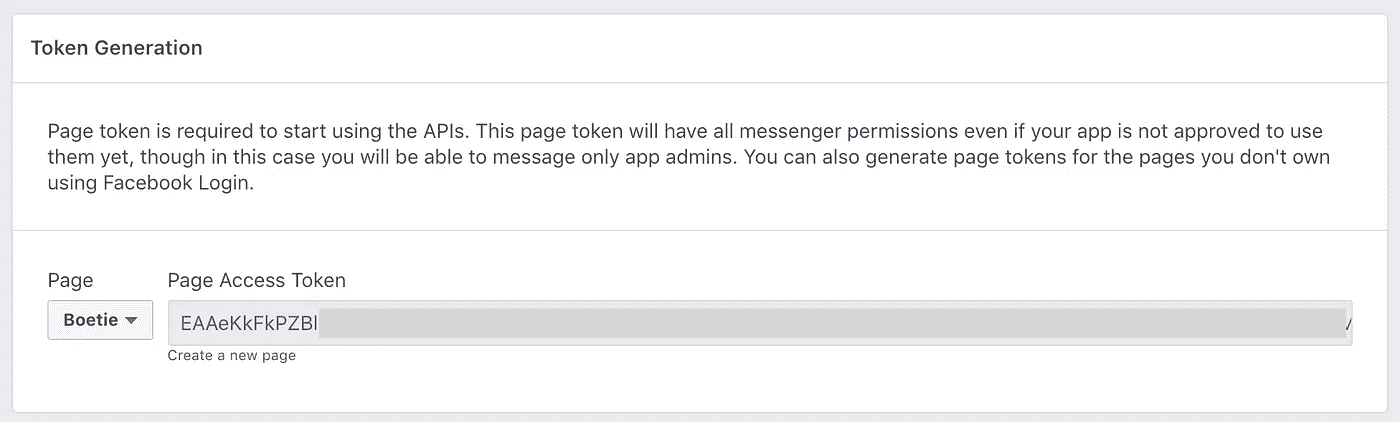 Token Generation
Page token is required to start using the APIs. This page token will have all messenger permissions even if your app is not approved to use
them yet, though in this case you will be able to message only app admins. You can also generate page tokens for the pages you don't own
using Facebook Login.
Page
Page Access Token
Boetie
EAAeKkFkPZBI
Create a new page